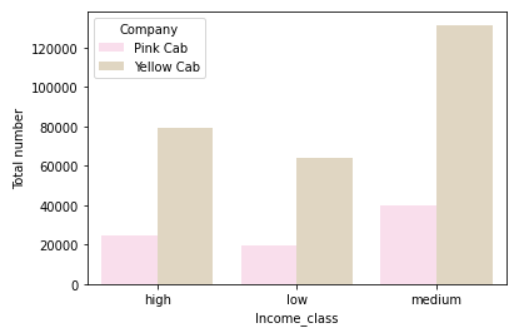 Company
Pink Cab
Yellow Cab
120000
100000
80000
60000
40000
20000
0
Total number
high low medium
Income_class